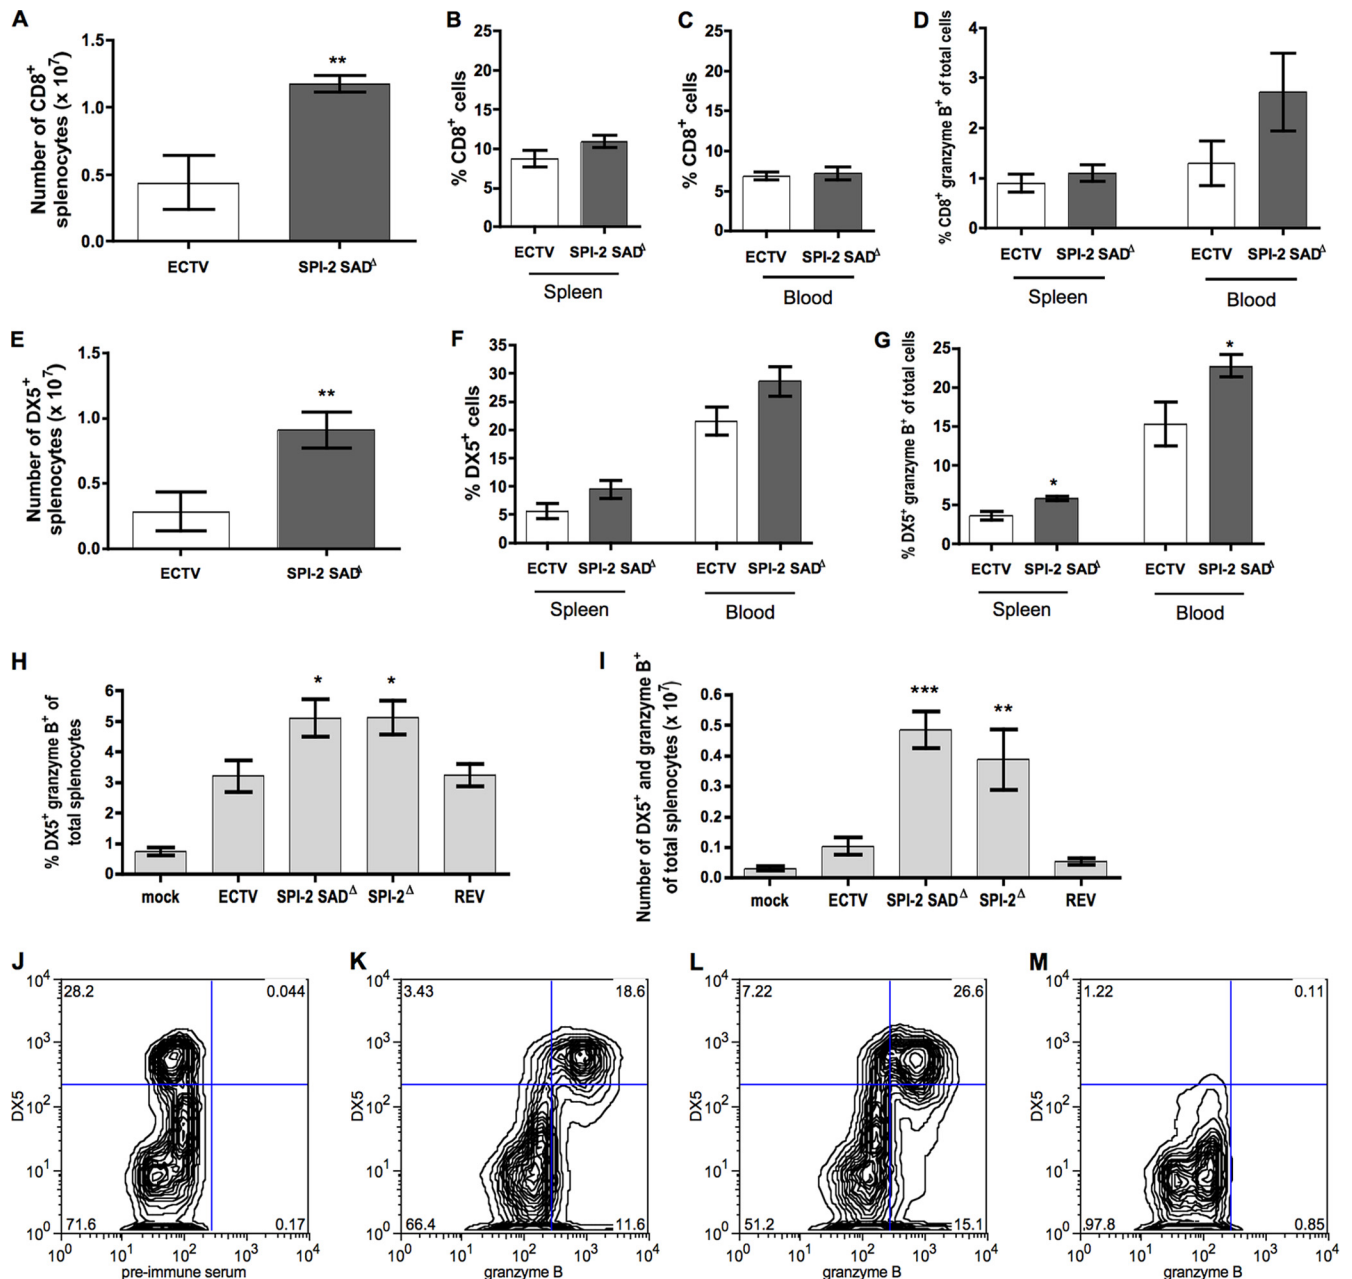 A
Number of CD8+
splenocytes (x 10^7)
1.5
1.0
0.5
0.0
**
ECTV
SPI-2 SADΔ
B
% CD8+ cells
25
20
15
10
5
0
ECTV
SPI-2 SADΔ
Spleen
C
% CD8+ cells
25
20
15
10
5
0
ECTV
SPI-2 SADΔ
Blood
D
% CD8+ granzyme B+ of total cells
4
3
2
1
0
ECTV
SPI-2 SADΔ
ECTV
SPI-2 SADΔ
Spleen
Blood
E
Number of DX5+
splenocytes (x 10^7)
1.5
1.0
0.5
0.0
**
ECTV
SPI-2 SADΔ
F
% DX5+ cells
35
30
25
20
15
10
5
0
ECTV
SPI-2 SADΔ
ECTV
SPI-2 SADΔ
Spleen
Blood
G
% DX5+ granzyme B+ of total cells
25
20
15
10
5
0
*
*
ECTV
SPI-2 SADΔ
ECTV
SPI-2 SADΔ
Spleen
Blood
H
% DX5+ granzyme B+ of
total splenocytes
6
5
4
3
2
1
0
*
*
mock
ECTV
SPI-2 SADΔ
SPI-2Δ
REV
I
Number of DX5+ and granzyme B+
of total splenocytes (x 10^7)
0.6
0.5
0.4
0.3
0.2
0.1
0.0
***
**
mock
ECTV
SPI-2 SADΔ
SPI-2Δ
REV
J
DX5
10^4
10^3
10^2
10^1
10^0
28.2
0.044
71.6
0.17
10^0
10^1
10^2
10^3
10^4
pre-immune serum
K
DX5
10^4
10^3
10^2
10^1
10^0
3.43
18.6
66.4
11.6
10^0
10^1
10^2
10^3
10^4
granzyme B
L
DX5
10^4
10^3
10^2
10^1
10^0
7.22
26.6
51.2
15.1
10^0
10^1
10^2
10^3
10^4
granzyme B
M
DX5
10^4
10^3
10^2
10^1
10^0
1.22
0.11
97.8
0.85
10^0
10^1
10^2
10^3
10^4
granzyme B